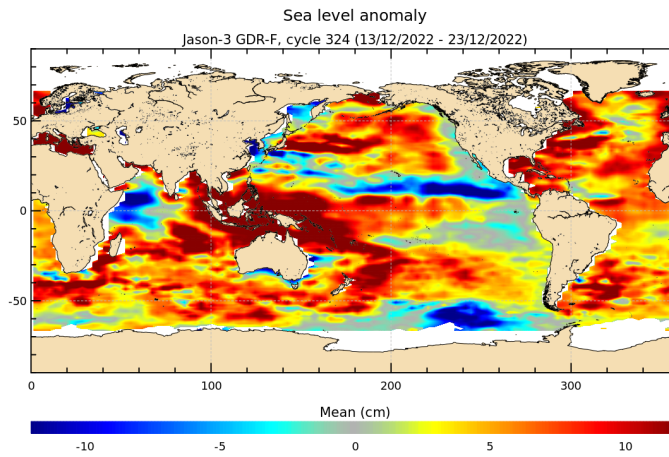 Sea level anomaly
Jason-3 GDR-F, cycle 324 (13/12/2022 - 23/12/2022)
50
0
-50
0 100 200 300
Mean (cm)
-10 -5 0 5 10